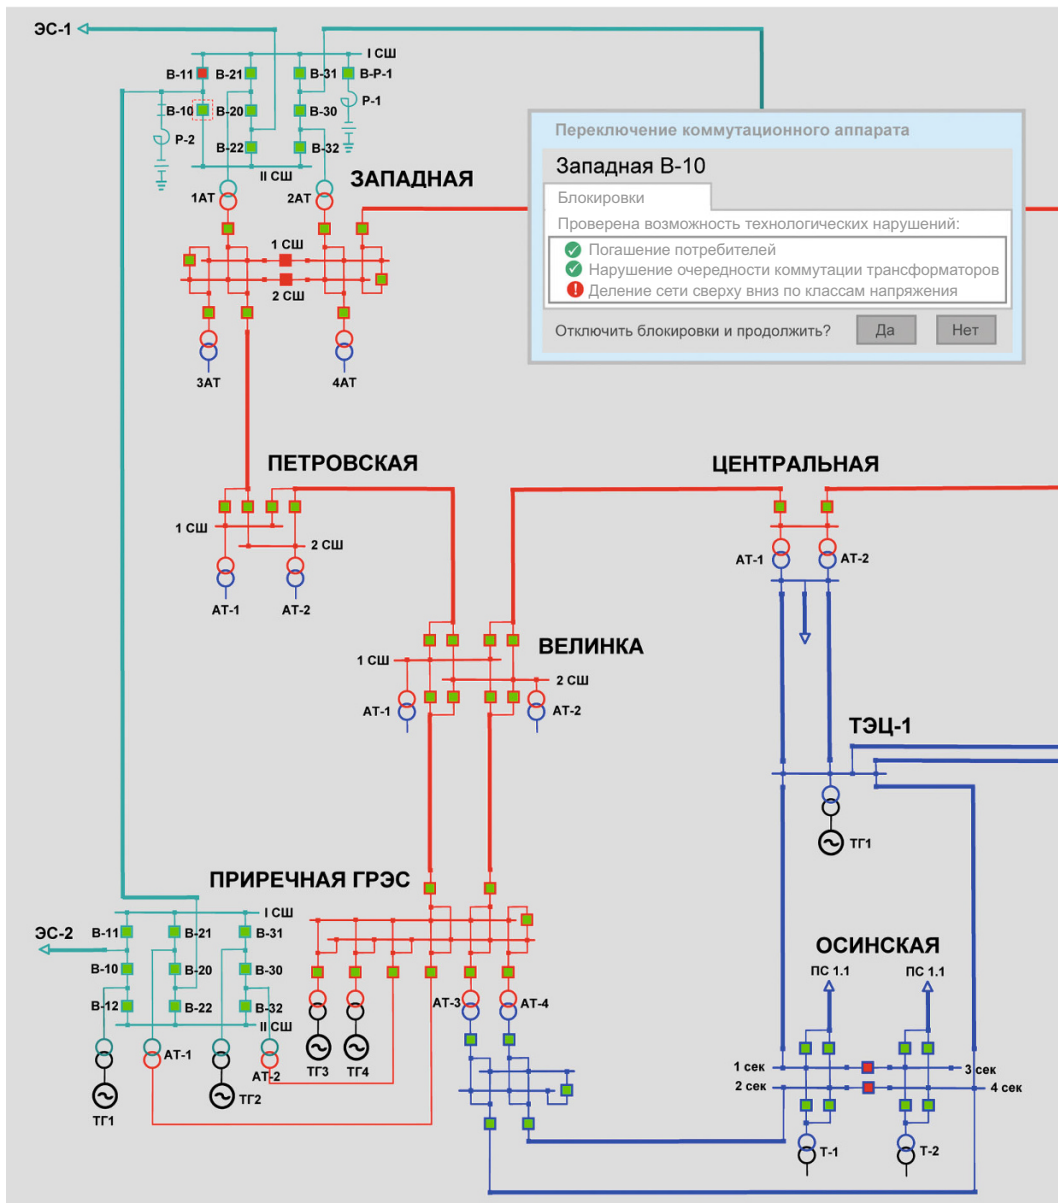 ЭС-1
I СШ
В-11
В-21
В-31
В-Р-1
Р-1
В-10
В-20
В-30
Р-2
В-22
В-32
II СШ
ЗАПАДНАЯ
1АТ
2АТ
1 СШ
2 СШ
3АТ
4АТ
Переключение коммутационного аппарата
Западная В-10
Блокировки
Проверена возможность технологических нарушений:
Погашение потребителей
Нарушение очередности коммутации трансформаторов
Деление сети сверху вниз по классам напряжения
Отключить блокировки и продолжить?
Да
Нет
ПЕТРОВСКАЯ
1 СШ
2 СШ
АТ-1
АТ-2
ЦЕНТРАЛЬНАЯ
АТ-1
АТ-2
ВЕЛИНКА
1 СШ
2 СШ
АТ-1
АТ-2
ТЭЦ-1
ТГ1
ПРИРЕЧНАЯ ГРЭС
I СШ
ЭС-2
В-11
В-21
В-31
В-10
В-20
В-30
В-12
В-22
В-32
II СШ
АТ-1
АТ-2
ТГ1
ТГ2
ТГ3
ТГ4
АТ-3
АТ-4
ОСИНСКАЯ
ПС 1.1
ПС 1.1
1 сек
3 сек
2 сек
4 сек
Т-1
Т-2